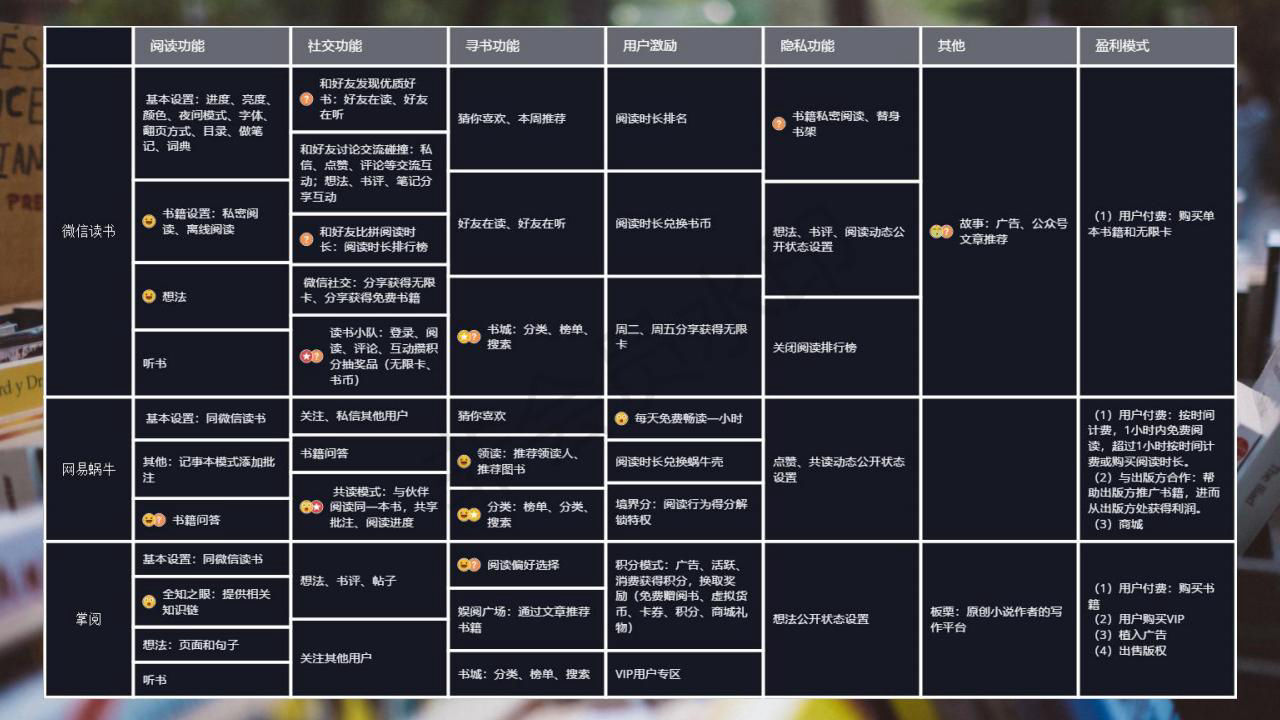 阅读功能
社交功能
寻书功能
用户激励
隐私功能
其他
盈利模式
微信读书
基本设置：进度、亮度、
颜色、夜间模式、字体、
翻页方式、目录、做笔
记、词典
书籍设置：私密阅
读、离线阅读
想法
听书
和好友发现优质好
书：好友在读、好友
在听
和好友讨论交流碰撞：私
信、点赞、评论等交流互
动；想法、书评、笔记分
享互动
和好友比拼阅读时
长：阅读时长排行榜
微信社交：分享获得无限
卡、分享获得免费书籍
读书小队：登录、阅
读、评论、互动攒积
分抽奖品（无限卡、
书币）
猜你喜欢、本周推荐
好友在读、好友在听
书城：分类、榜单、
搜索
阅读时长排名
阅读时长兑换书币
周二、周五分享获得无限
卡
书籍私密阅读、替身
书架
想法、书评、阅读动态公
开状态设置
关闭阅读排行榜
故事：广告、公众号
文章推荐
（1）用户付费：购买单
本书籍和无限卡
网易蜗牛
基本设置：同微信读书
其他：记事本模式添加批
注
书籍问答
关注、私信其他用户
书籍问答
共读模式：与伙伴
阅读同一本书，共享
批注、阅读进度
猜你喜欢
领读：推荐领读人、
推荐图书
分类：榜单、分类、
搜索
每天免费畅读一小时
阅读时长兑换蜗牛壳
境界分：阅读行为得分解
锁特权
点赞、共读动态公开状态
设置
（1）用户付费：按时间
计费，1小时内免费阅
读，超过1小时按时间计
费或购买阅读时长。
（2）与出版方合作：帮
助出版方推广书籍，进而
从出版方处获得利润。
（3）商城
掌阅
基本设置：同微信读书
全知之眼：提供相关
知识链
想法：页面和句子
听书
想法、书评、帖子
关注其他用户
阅读偏好选择
娱阅广场：通过文章推荐
书籍
书城：分类、榜单、搜索
积分模式：广告、活跃、
消费获得积分，换取奖
励（免费赠阅书、虚拟货
币、卡券、积分、商城礼
物）
VIP用户专区
想法公开状态设置
板栗：原创小说作者的写
作平台
（1）用户付费：购买书
籍
（2）用户购买VIP
（3）植入广告
（4）出售版权